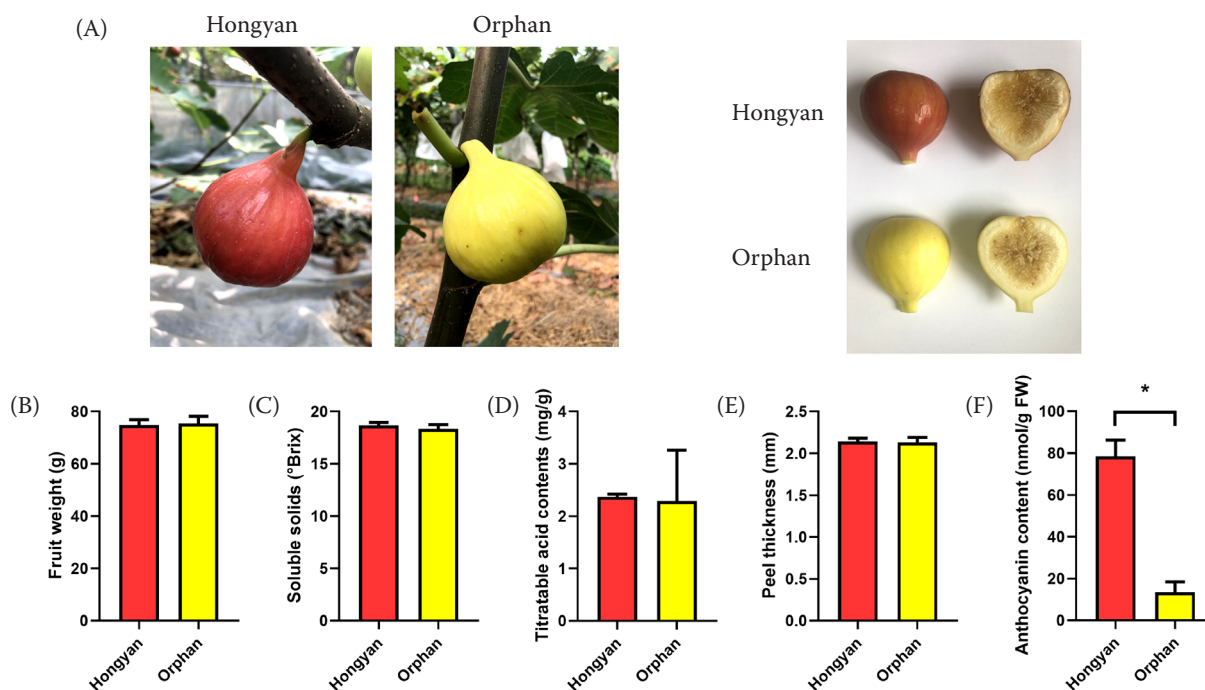 (A)
Hongyan
Orphan
Hongyan
Orphan
(B)
Fruit weight (g)
80
60
40
20
0
Hongyan
Orphan
(C)
Soluble solids (°Brix)
20
15
10
5
0
Hongyan
Orphan
(D)
Titratable acid contents (mg/g)
4
3
2
1
0
Hongyan
Orphan
(E)
Peel thickness (mm)
2.5
2.0
1.5
1.0
0.5
0.0
Hongyan
Orphan
(F)
Anthocyanin content (nmol/g FW)
100
80
60
40
20
0
*
Hongyan
Orphan